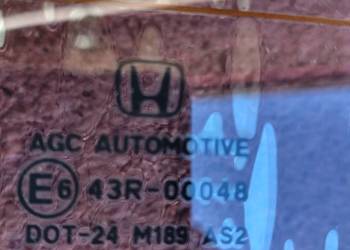 AGC AUTOMOTIVE
E6 43R-00048
DOT-24 M189 AS2